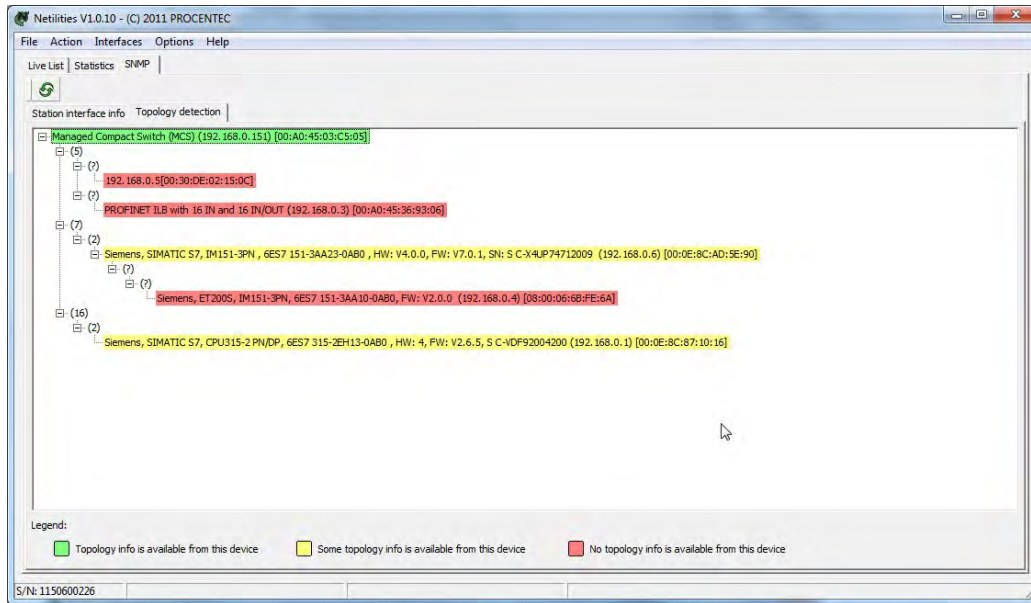 Netilities V1.0.10 - (C) 2011 PROCENTEC
File Action Interfaces Options Help
Live List Statistics SNMP
Station interface info Topology detection
Managed Compact Switch (MCS) (192.168.0.151) [00:A0:45:03:C5:05]
(5)
(?)
192.168.0.5[00:30:DE:02:15:0C]
(?)
PROFINET ILB with 16 IN and 16 IN/OUT (192.168.0.3) [00:A0:45:36:93:06]
(7)
(2)
Siemens, SIMATIC S7, IM151-3PN , 6ES7 151-3AA23-0AB0 , HW: V4.0.0, FW: V7.0.1, SN: S C-X4UP74712009 (192.168.0.6) [00:0E:8C:AD:5E:90]
(?)
(?)
Siemens, ET200S, IM151-3PN, 6ES7 151-3AA10-0AB0, FW: V2.0.0 (192.168.0.4) [08:00:06:6B:FE:6A]
(16)
(2)
Siemens, SIMATIC S7, CPU315-2 PN/DP, 6ES7 315-2EH13-0AB0 , HW: 4, FW: V2.6.5, S C-VDF92004200 (192.168.0.1) [00:0E:8C:87:10:16]
Legend:
Topology info is available from this device Some topology info is available from this device No topology info is available from this device
S/N: 1150600226